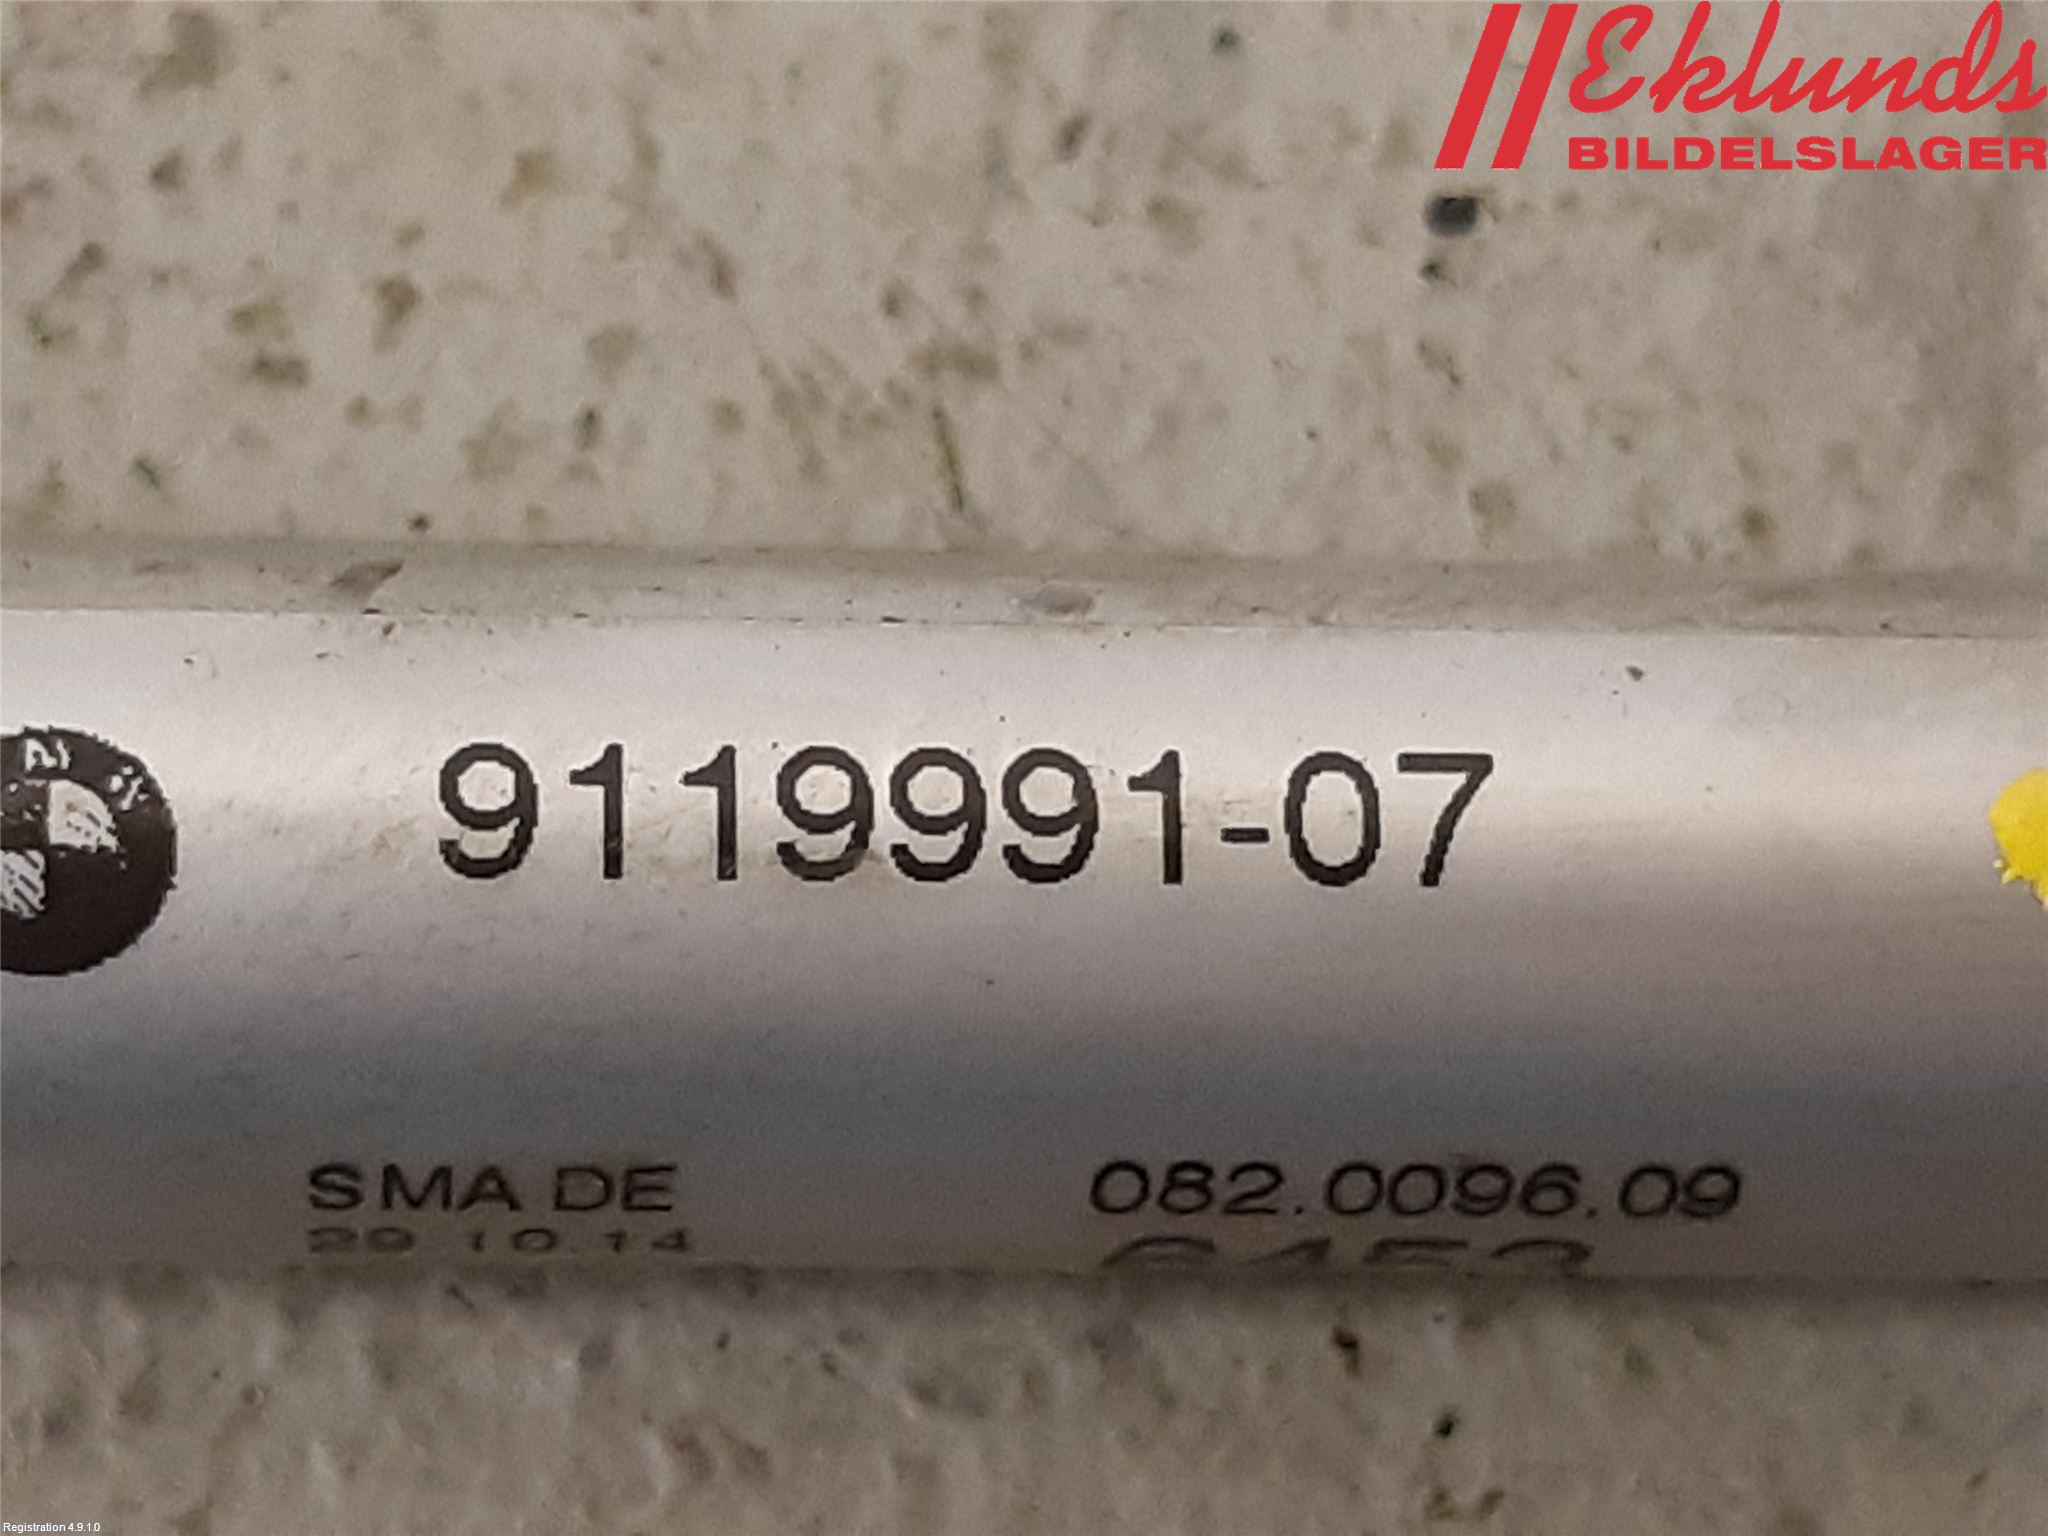 Eklunds
BILDELSLAGER
9119991-07
SMA DE
082.0096.09
29.10.14
Registration 4.9.1.0